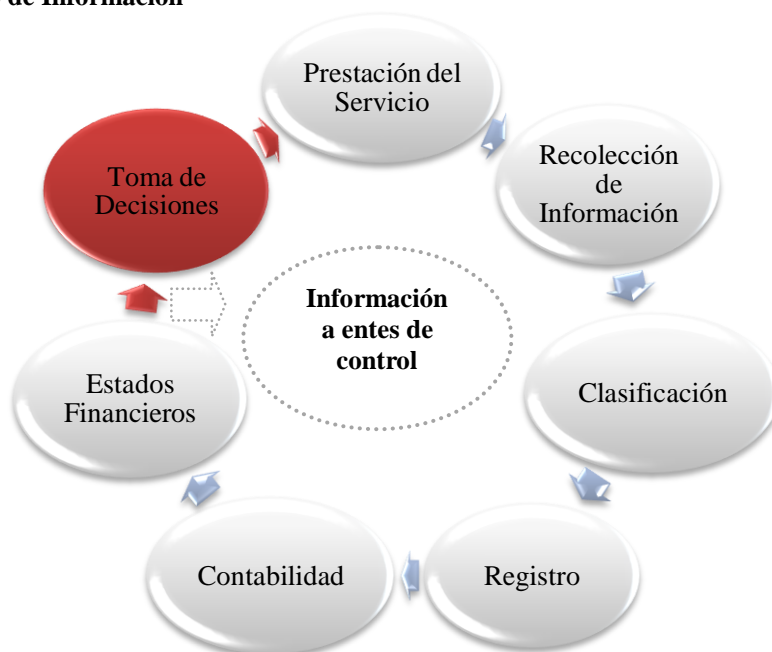 de Información
Prestación del
Servicio
Recolección
de
Información
Clasificación
Registro
Contabilidad
Estados
Financieros
Toma de
Decisiones
Información
a entes de
control